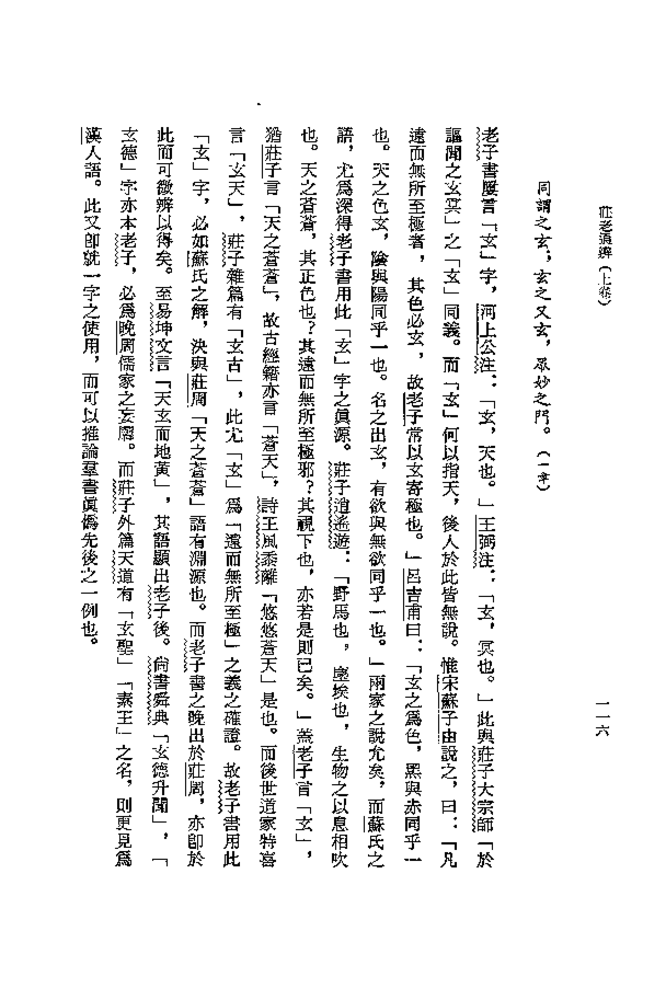 莊老通辨（上卷）
一一六
同謂之玄，玄之又玄，眾妙之門。（一章）
老子書屢言「玄」字，河上公注：「玄，天也。」王弼注：「玄，冥也。」此與莊子大宗師「於
謳聞之玄冥」之「玄」同義。而「玄」何以指天，後人於此皆無說。惟宋蘇子由說之，曰：「凡
遠而無所至極者，其色必玄，故老子常以玄寄極也。」呂吉甫曰：「玄之爲色，黑與赤同乎一
也。天之色玄，陰與陽同乎一也。名之出玄，有欲與無欲同乎一也。」兩家之說尤矣，而蘇氏之
語，尤爲深得老子書用此「玄」字之眞源。莊子逍遙遊：「野馬也，塵埃也，生物之以息相吹
也。天之蒼蒼，其正色也？其遠而無所至極邪？其視下也，亦若是則已矣。」蓋老子言「玄」，
猶莊子言「天之蒼蒼」，故古經籍亦言「蒼天」，詩王風黍離「悠悠蒼天」是也。而後世道家特喜
言「玄天」，莊子雜篇有「玄古」，此尤「玄」爲「遠而無所至極」之義之確證。故老子書用此
「玄」字，必如蘇氏之解，決與莊周「天之蒼蒼」語有淵源也。而老子書之晚出於莊周，亦卽於
此而可微辨以得矣。至易坤文言「天玄而地黃」，其語顯出老子後。尙書舜典「玄德升聞」，「
玄德」字亦本老子，必爲晚周儒家之妄羼。而莊子外篇天道有「玄聖」「素王」之名，則更見爲
漢人語。此又卽就一字之使用，而可以推論羣書眞僞先後之一例也。